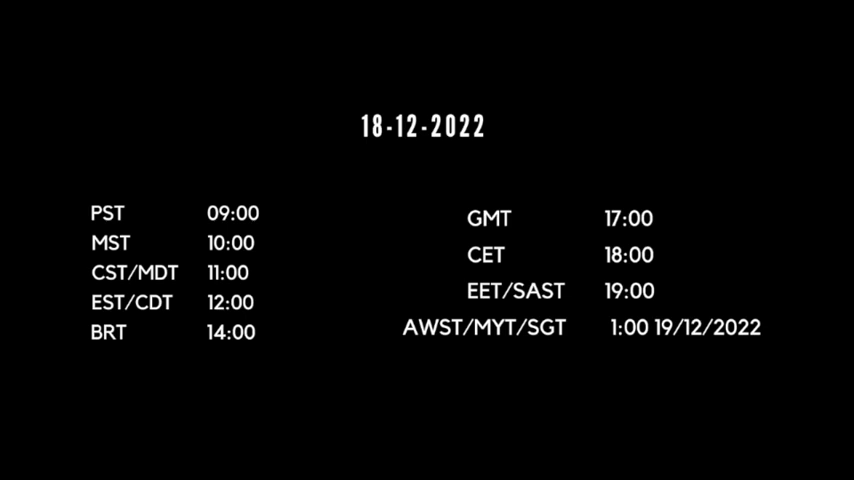 18-12-2022
PST 09:00
MST 10:00
CST/MDT 11:00
EST/CDT 12:00
BRT 14:00
GMT 17:00
CET 18:00
EET/SAST 19:00
AWST/MYT/SGT 1:00 19/12/2022